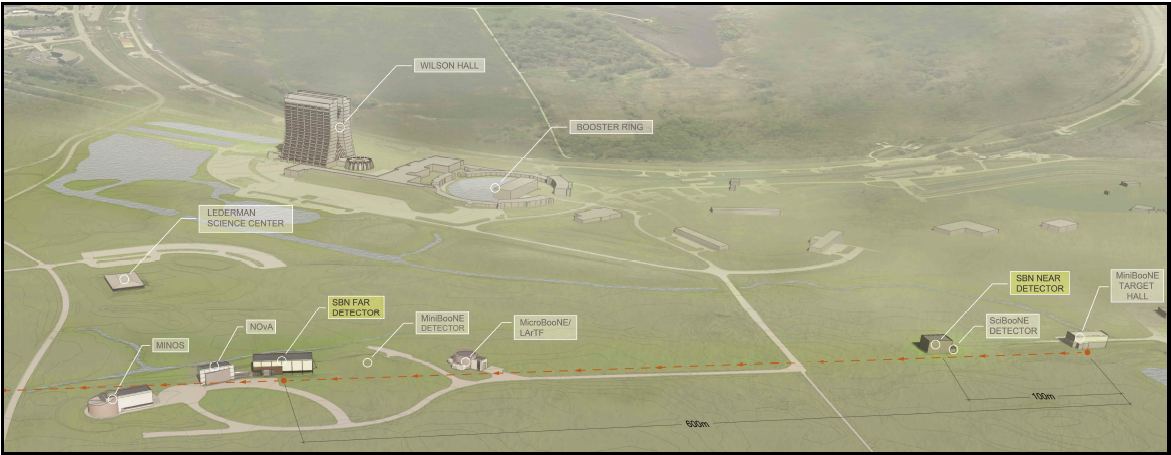 WILSON HALL
BOOSTER RING
LEDERMAN
SCIENCE CENTER
SBN FAR
DETECTOR
MiniBooNE
DETECTOR
MicroBooNE/
LArTF
NOvA
MINOS
SBN NEAR
DETECTOR
SciBooNE
DETECTOR
MiniBooNE
TARGET
HALL
100m
600m